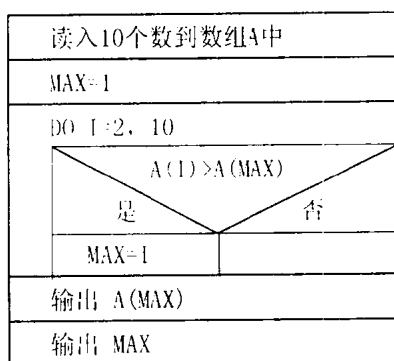 读入10个数到数组A中
MAX=1
DO I=2, 10
A(I)>A(MAX)
是
否
MAX=I
输出 A(MAX)
输出 MAX